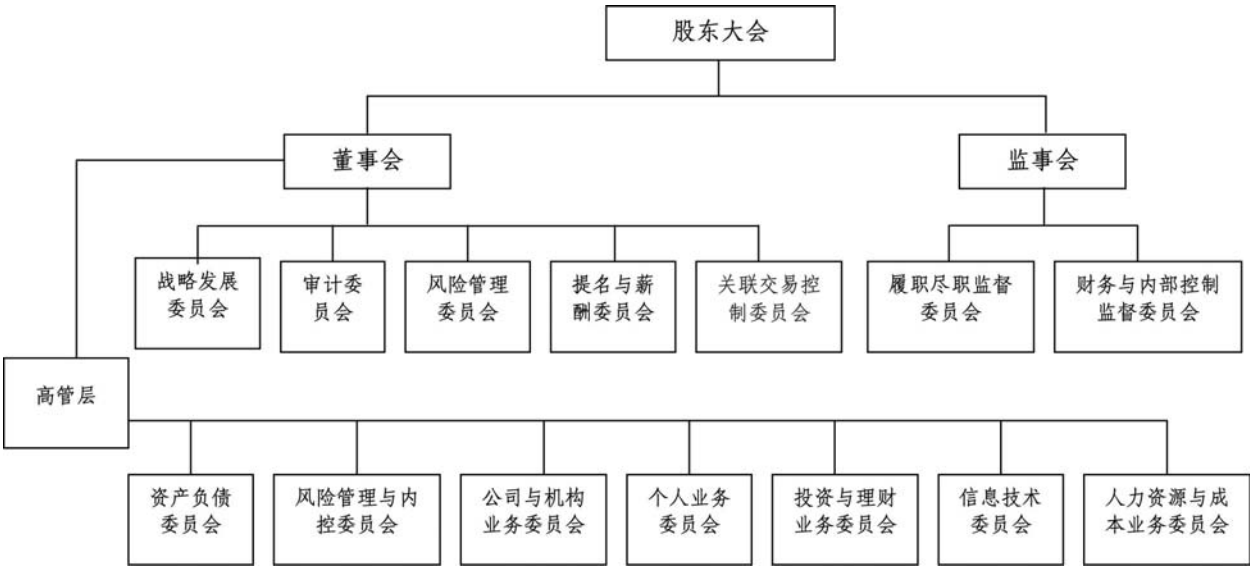 股东大会
董事会
监事会
战略发展
委员会
审计委
员会
风险管理
委员会
提名与薪
酬委员会
关联交易控
制委员会
履职尽职监督
委员会
财务与内部控制
监督委员会
高管层
资产负债
委员会
风险管理与内
控委员会
公司与机构
业务委员会
个人业务
委员会
投资与理财
业务委员会
信息技术
委员会
人力资源与成
本业务委员会